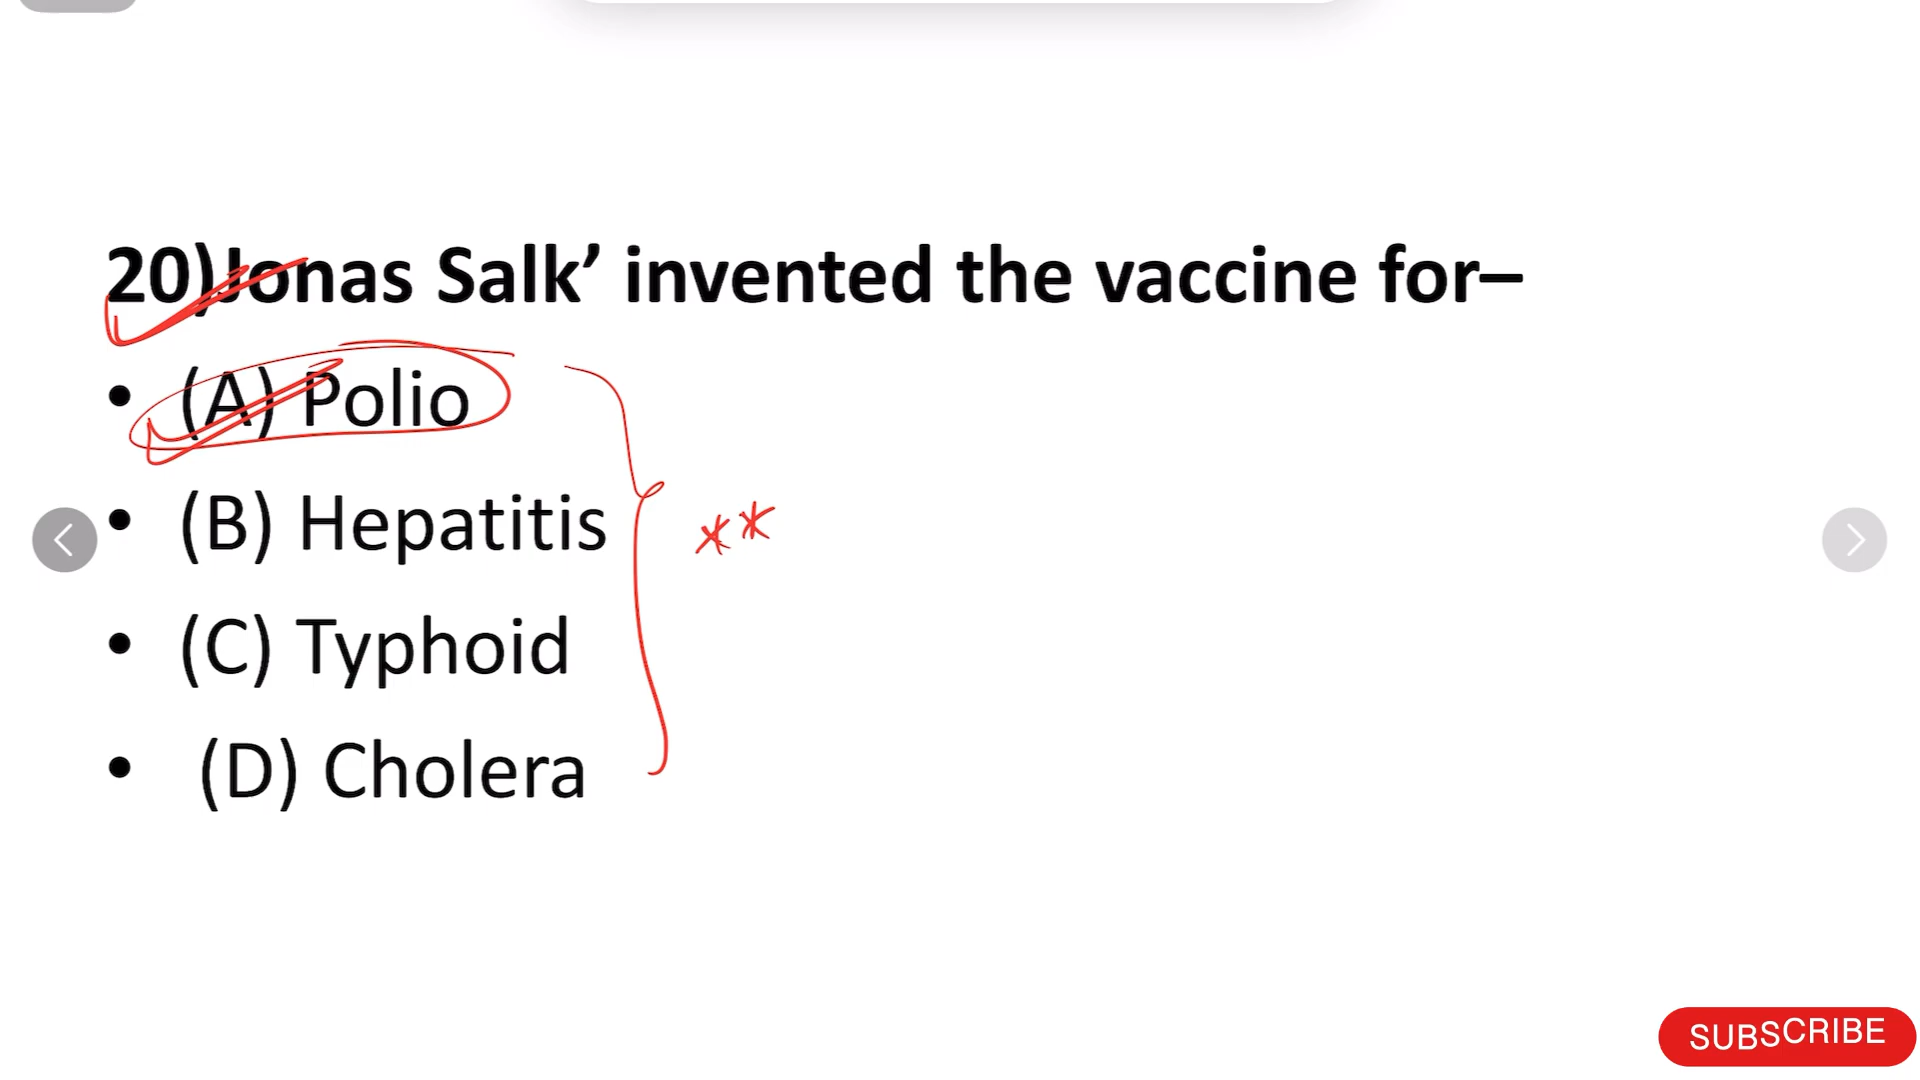 20)Jonas Salk’ invented the vaccine for–
• (A) Polio
• (B) Hepatitis
• (C) Typhoid
• (D) Cholera
**
SUBSCRIBE